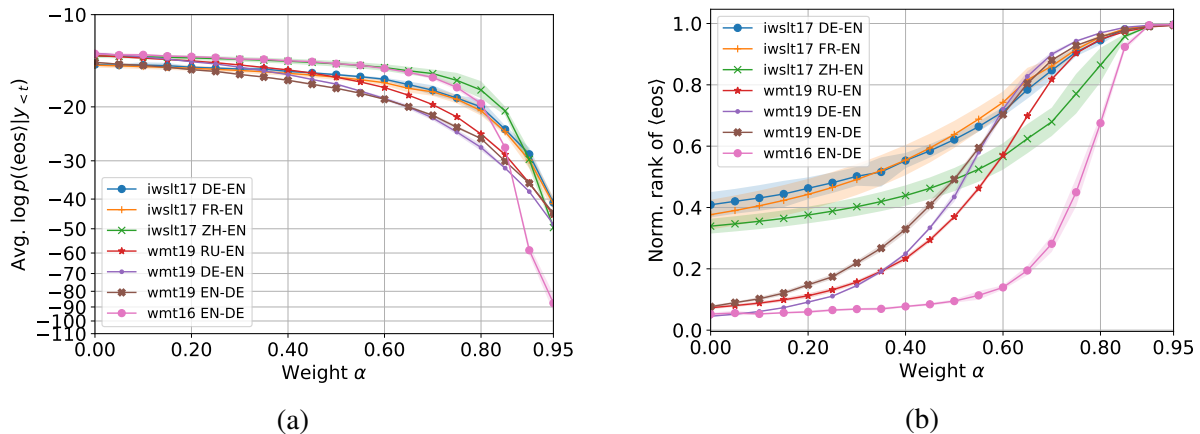 −10
−20
−30
−40
−50
−60
−70
−80
−90
−100
−110
Avg. log p(⟨eos⟩|y<t)
iwslt17 DE-EN
iwslt17 FR-EN
iwslt17 ZH-EN
wmt19 RU-EN
wmt19 DE-EN
wmt19 EN-DE
wmt16 EN-DE
0.00 0.20 0.40 0.60 0.80 0.95
Weight α
(a)
1.0
0.8
0.6
0.4
0.2
0.0
Norm. rank of ⟨eos⟩
iwslt17 DE-EN
iwslt17 FR-EN
iwslt17 ZH-EN
wmt19 RU-EN
wmt19 DE-EN
wmt19 EN-DE
wmt16 EN-DE
0.00 0.20 0.40 0.60 0.80 0.95
Weight α
(b)